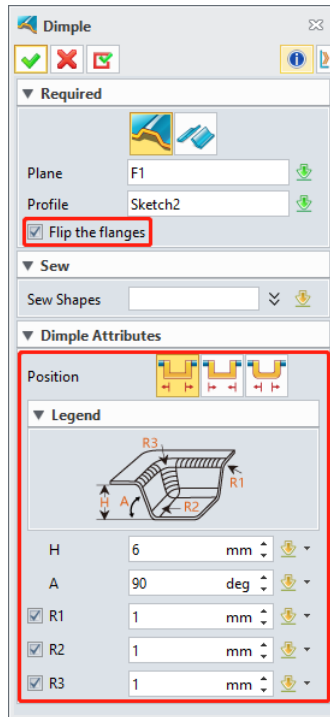 Dimple
Required
Plane F1
Profile Sketch2
Flip the flanges
Sew
Sew Shapes
Dimple Attributes
Position
Legend
R3
R1
H A R2
H 6 mm
A 90 deg
R1 1 mm
R2 1 mm
R3 1 mm